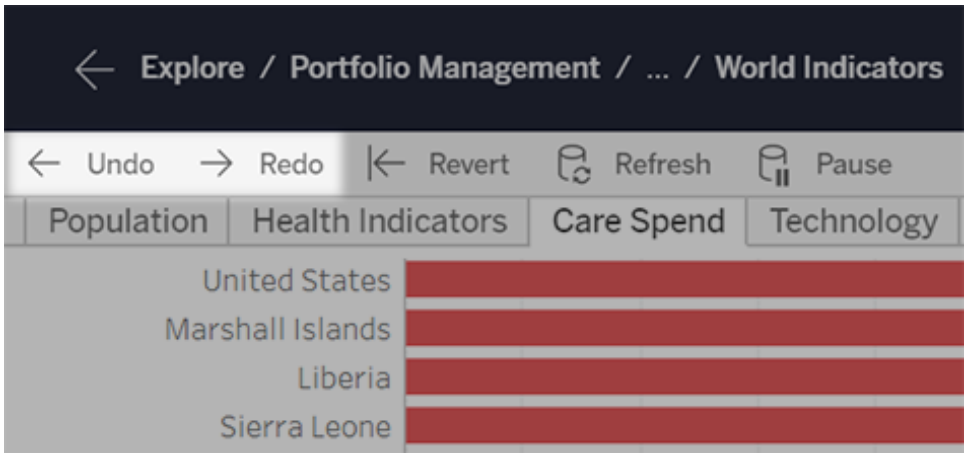 Explore / Portfolio Management / ... / World Indicators
Undo Redo Revert Refresh Pause
Population Health Indicators Care Spend Technology
United States
Marshall Islands
Liberia
Sierra Leone